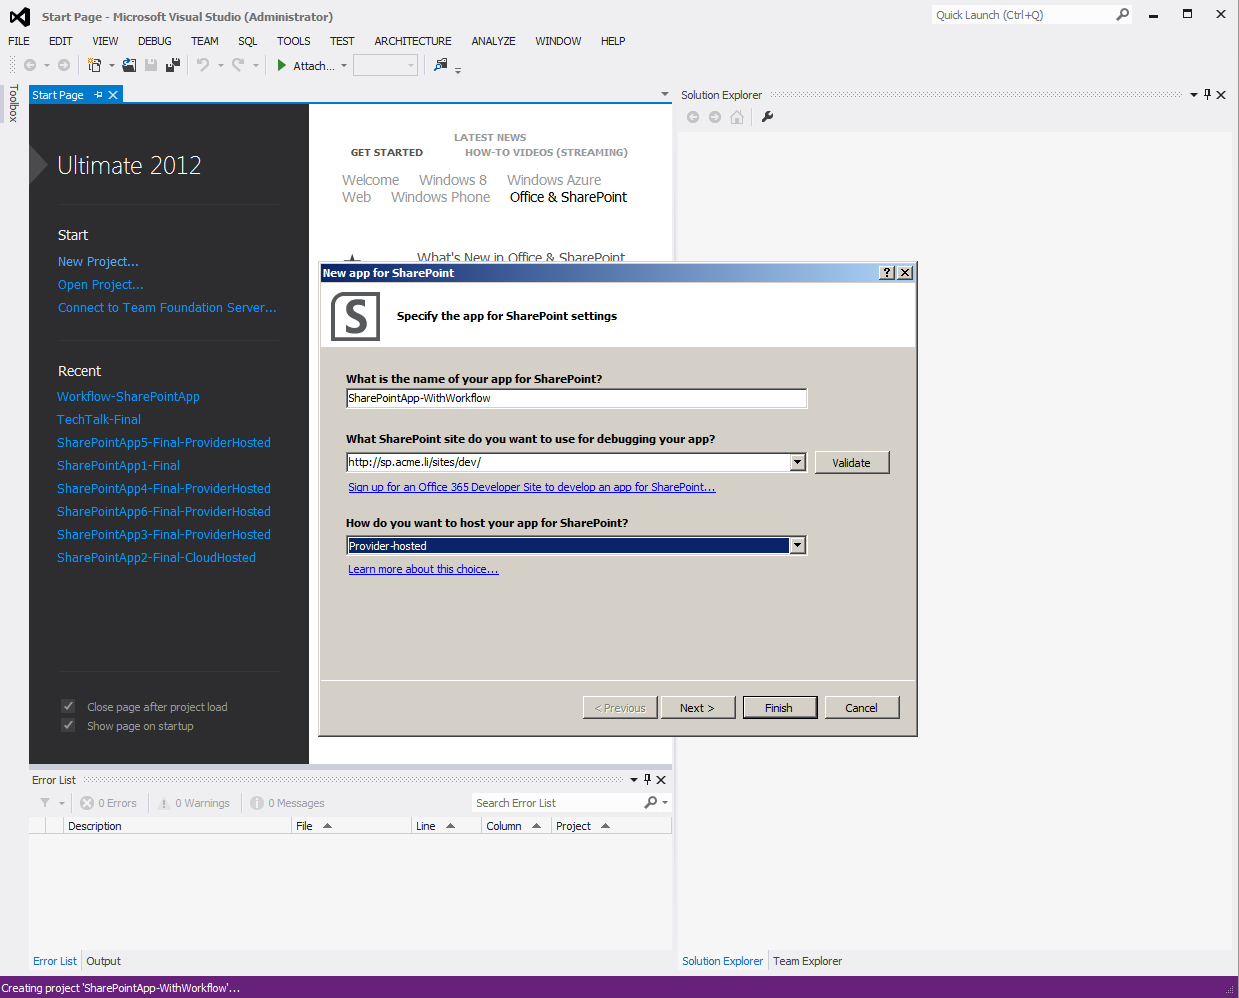 Start Page - Microsoft Visual Studio (Administrator)
Quick Launch (Ctrl+Q)
FILE EDIT VIEW DEBUG TEAM SQL TOOLS TEST ARCHITECTURE ANALYZE WINDOW HELP
Attach...
Toolbox
Start Page
Solution Explorer
Ultimate 2012
Start
New Project...
Open Project...
Connect to Team Foundation Server...
Recent
Workflow-SharePointApp
TechTalk-Final
SharePointApp5-Final-ProviderHosted
SharePointApp1-Final
SharePointApp4-Final-ProviderHosted
SharePointApp6-Final-ProviderHosted
SharePointApp3-Final-ProviderHosted
SharePointApp2-Final-CloudHosted
Close page after project load
Show page on startup
LATEST NEWS
GET STARTED HOW-TO VIDEOS (STREAMING)
Welcome Windows 8 Windows Azure
Web Windows Phone Office & SharePoint
What's New in Office & SharePoint
New app for SharePoint
S
Specify the app for SharePoint settings
What is the name of your app for SharePoint?
SharePointApp-WithWorkflow
What SharePoint site do you want to use for debugging your app?
http://sp.acme.li/sites/dev/
Validate
Sign up for an Office 365 Developer Site to develop an app for SharePoint...
How do you want to host your app for SharePoint?
Provider-hosted
Learn more about this choice...
< Previous Next > Finish Cancel
Error List
0 Errors 0 Warnings 0 Messages Search Error List
Description File Line Column Project
Error List Output
Solution Explorer Team Explorer
Creating project 'SharePointApp-WithWorkflow'...